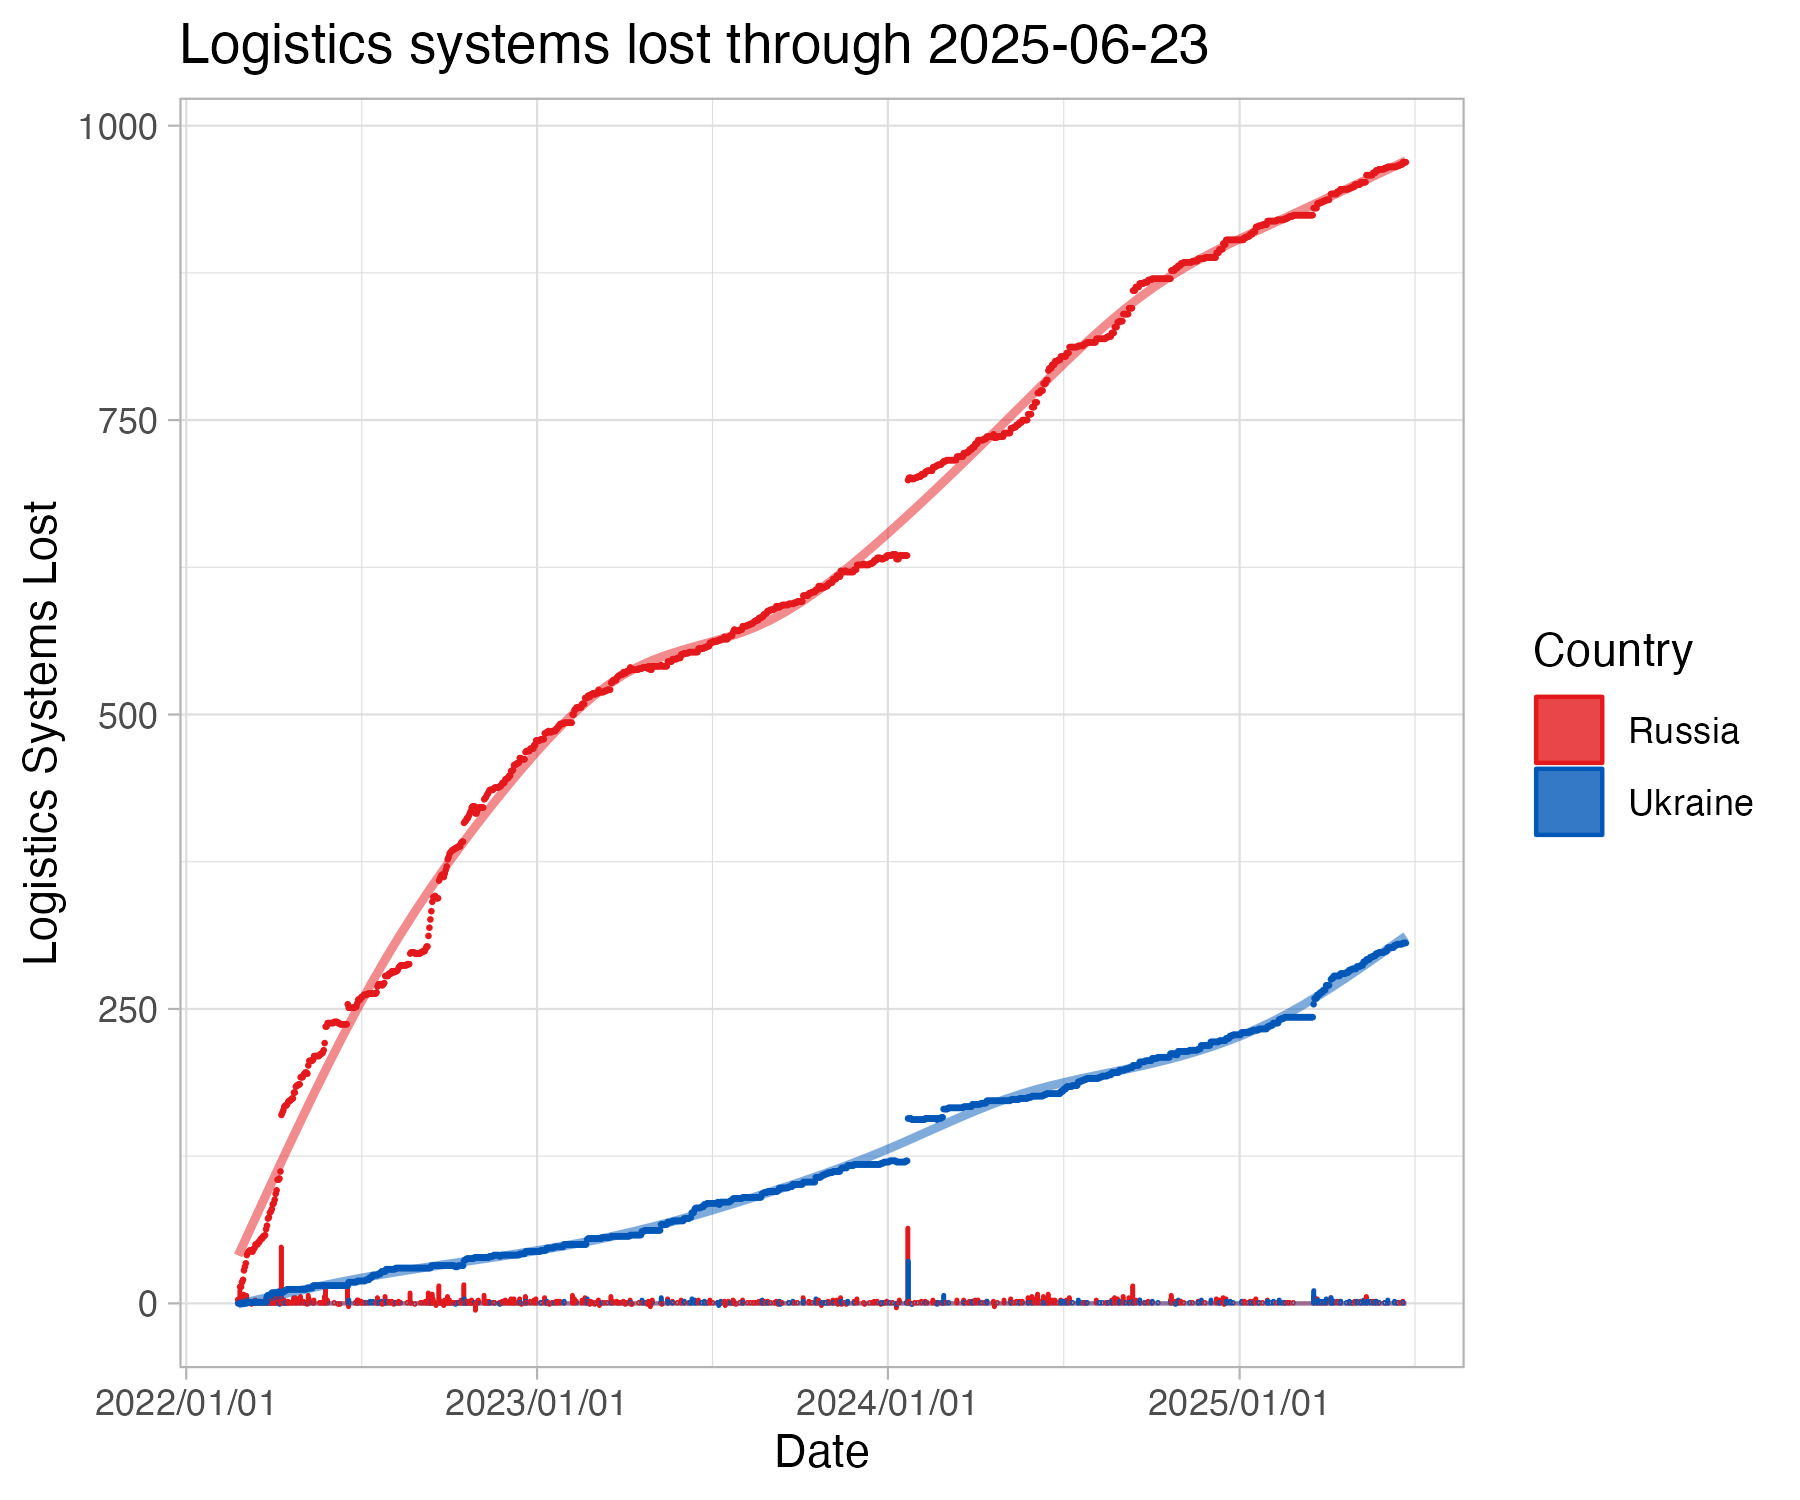 Logistics systems lost through 2025-06-23
Logistics Systems Lost
1000
750
500
250
0
2022/01/01
2023/01/01
2024/01/01
2025/01/01
Date
Country
Russia
Ukraine